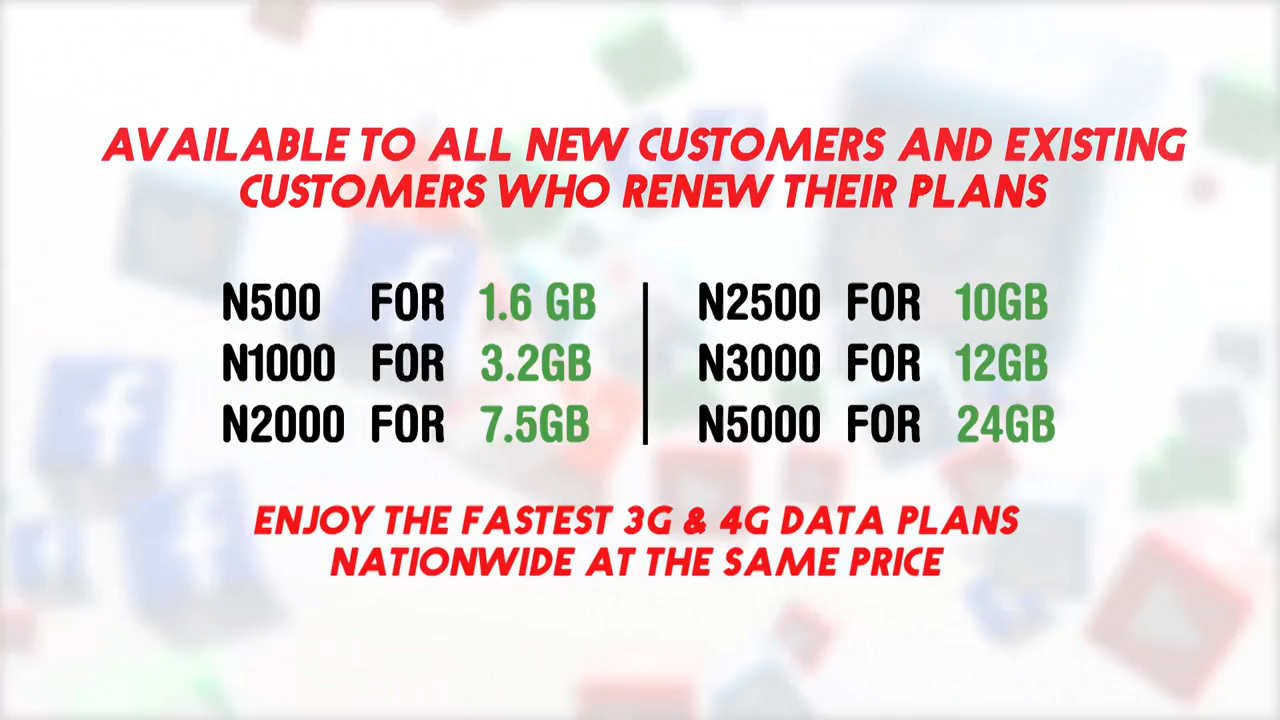 AVAILABLE TO ALL NEW CUSTOMERS AND EXISTING
CUSTOMERS WHO RENEW THEIR PLANS
N500 FOR 1.6 GB
N1000 FOR 3.2GB
N2000 FOR 7.5GB
N2500 FOR 10GB
N3000 FOR 12GB
N5000 FOR 24GB
ENJOY THE FASTEST 3G & 4G DATA PLANS
NATIONWIDE AT THE SAME PRICE